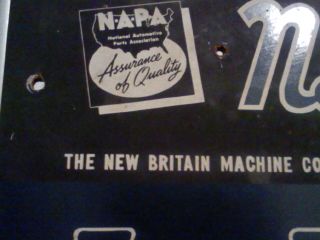 N·A·P·A
National Automotive
Parts Association
Assurance
of Quality
THE NEW BRITAIN MACHINE CO